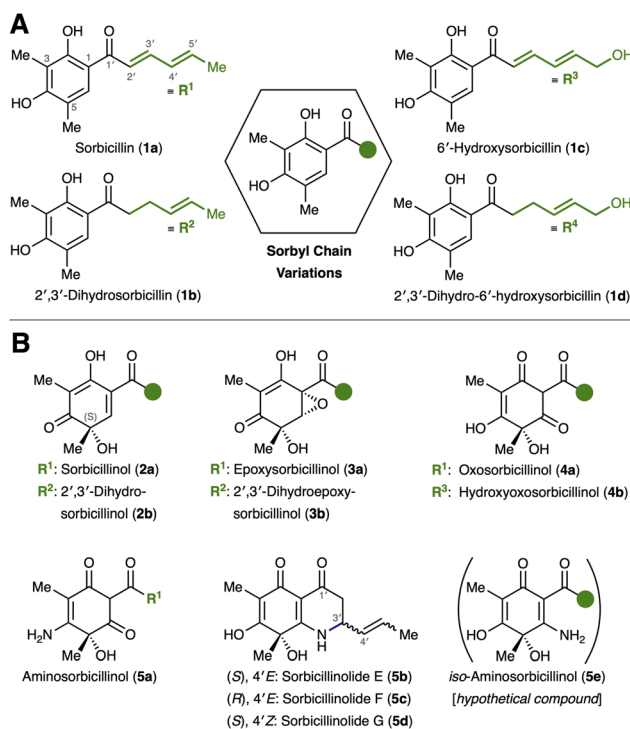 A
OH O
Me 3 1 1′ 3′ 5′
2′ 4′ Me
HO 5 ≡ R¹
Me
Sorbicillin (1a)
OH O
Me OH
HO ≡ R³
Me
6′-Hydroxysorbicillin (1c)
OH O
Me
HO
Me
Sorbyl Chain
Variations
OH O
Me Me
HO ≡ R²
Me
2′,3′-Dihydrosorbicillin (1b)
OH O
Me OH
HO ≡ R⁴
Me
2′,3′-Dihydro-6′-hydroxysorbicillin (1d)
B
OH O
Me
O (S)
Me OH
R¹: Sorbicillinol (2a)
R²: 2′,3′-Dihydro-
sorbicillinol (2b)
OH O
Me
O O
Me OH
R¹: Epoxysorbicillinol (3a)
R²: 2′,3′-Dihydroepoxy-
sorbicillinol (3b)
O O
Me
HO O
Me OH
R¹: Oxosorbicillinol (4a)
R³: Hydroxyoxosorbicillinol (4b)
O O
Me R¹
H₂N O
Me OH
Aminosorbicillinol (5a)
O O
Me 1′
3′
HO N Me
Me OH H 4′
(S), 4′E: Sorbicillinolide E (5b)
(R), 4′E: Sorbicillinolide F (5c)
(S), 4′Z: Sorbicillinolide G (5d)
O O
Me
HO NH₂
Me OH
iso-Aminosorbicillinol (5e)
[hypothetical compound]